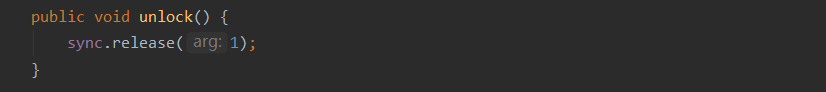 public void unlock() {
sync.release( arg: 1);
}